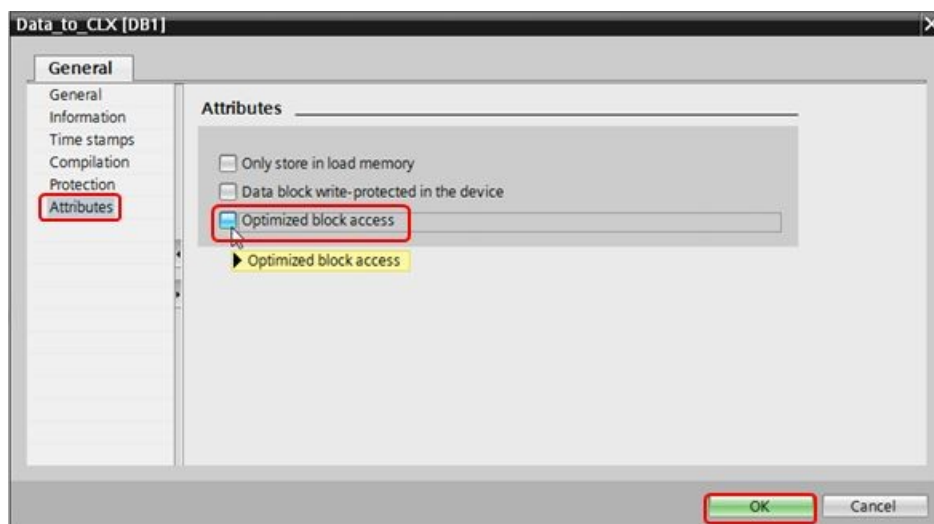 Data_to_CLX [DB1]
X
General
General
Information
Time stamps
Compilation
Protection
Attributes
Attributes
Only store in load memory
Data block write-protected in the device
Optimized block access
Optimized block access
OK
Cancel